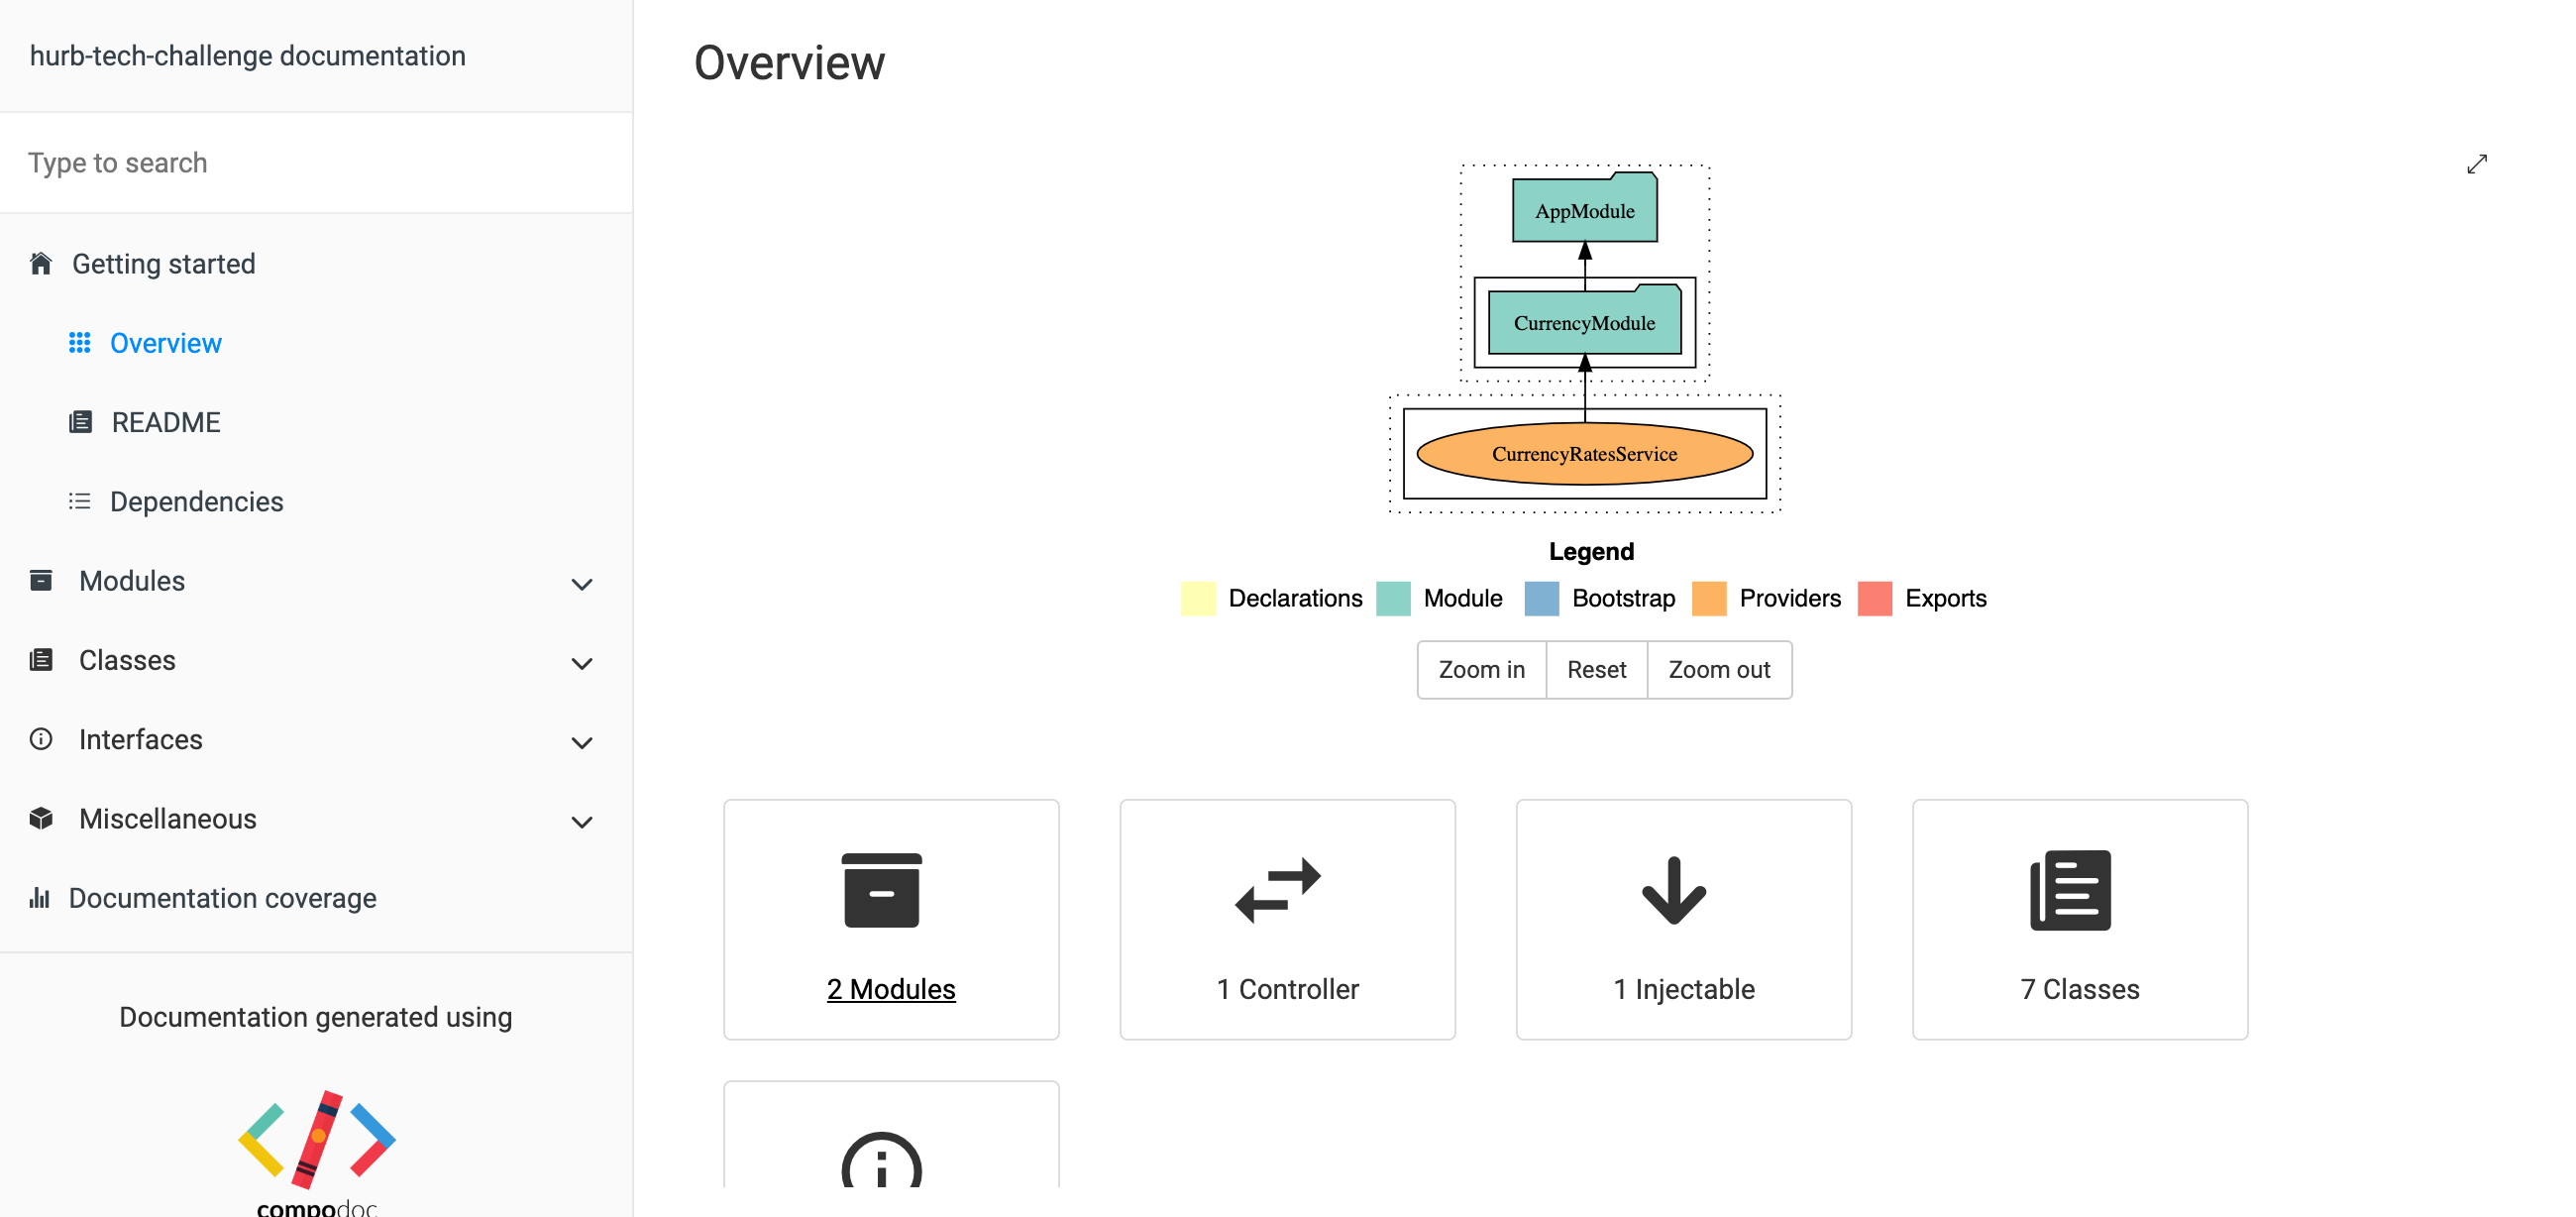 hurb-tech-challenge documentation
Type to search
Getting started
Overview
README
Dependencies
Modules
Classes
Interfaces
Miscellaneous
Documentation coverage
Documentation generated using
compodoc
Overview
AppModule
CurrencyModule
CurrencyRatesService
Legend
Declarations Module Bootstrap Providers Exports
Zoom in Reset Zoom out
2 Modules
1 Controller
1 Injectable
7 Classes